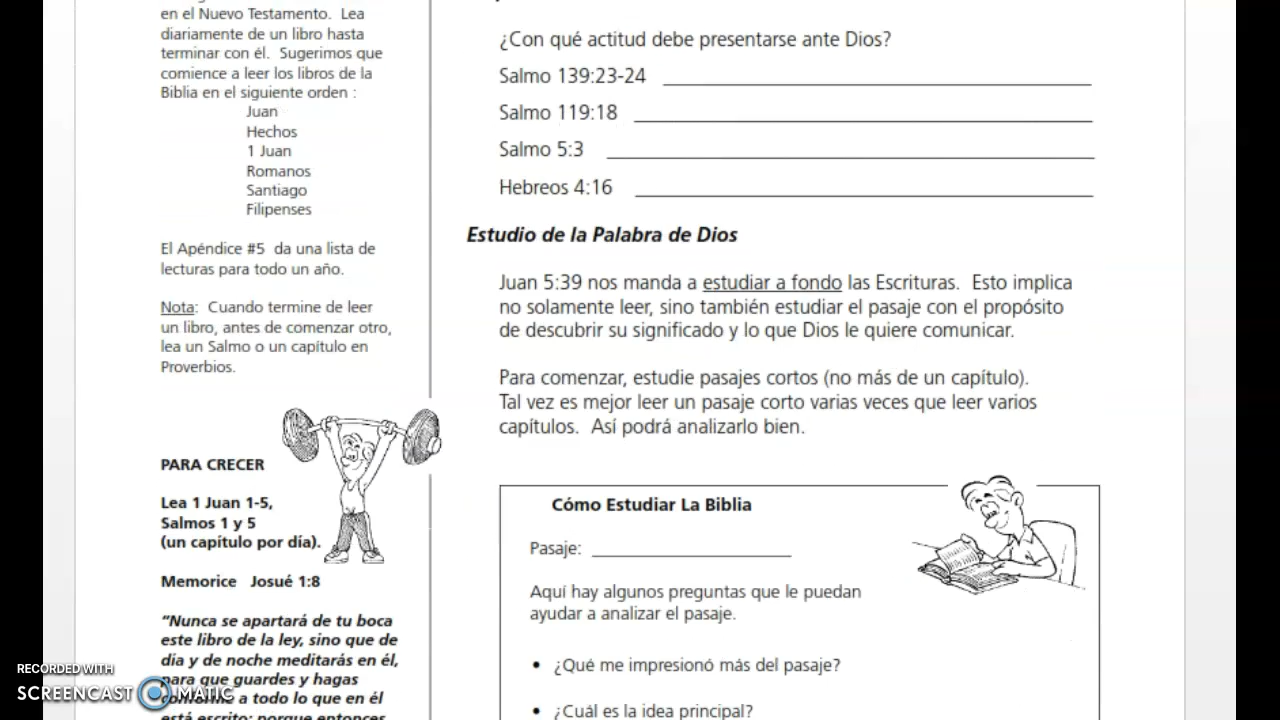 en el Nuevo Testamento. Lea
diariamente de un libro hasta
terminar con él. Sugerimos que
comience a leer los libros de la
Biblia en el siguiente orden :
Juan
Hechos
1 Juan
Romanos
Santiago
Filipenses
El Apéndice #5 da una lista de
lecturas para todo un año.
Nota: Cuando termine de leer
un libro, antes de comenzar otro,
lea un Salmo o un capítulo en
Proverbios.
PARA CRECER
Lea 1 Juan 1-5,
Salmos 1 y 5
(un capítulo por día).
Memorice Josué 1:8
"Nunca se apartará de tu boca
este libro de la ley, sino que de
dia y de noche meditarás en él,
para que guardes y hagas
conforme a todo lo que en él
está escrito; porque entonces
¿Con qué actitud debe presentarse ante Dios?
Salmo 139:23-24
Salmo 119:18
Salmo 5:3
Hebreos 4:16
Estudio de la Palabra de Dios
Juan 5:39 nos manda a estudiar a fondo las Escrituras. Esto implica
no solamente leer, sino también estudiar el pasaje con el propósito
de descubrir su significado y lo que Dios le quiere comunicar.
Para comenzar, estudie pasajes cortos (no más de un capítulo).
Tal vez es mejor leer un pasaje corto varias veces que leer varios
capítulos. Así podrá analizarlo bien.
Cómo Estudiar La Biblia
Pasaje:
Aquí hay algunos preguntas que le puedan
ayudar a analizar el pasaje.
• ¿Qué me impresionó más del pasaje?
• ¿Cuál es la idea principal?
RECORDED WITH
SCREENCAST MATIC